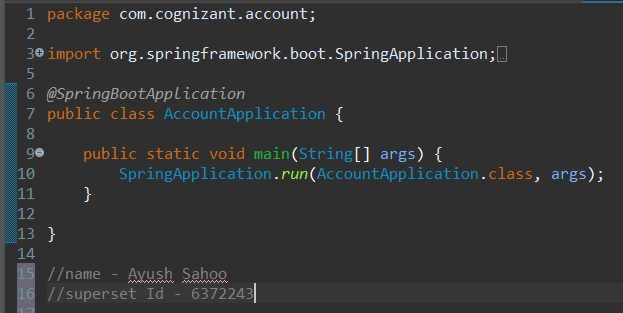 1 package com.cognizant.account;
2
3 import org.springframework.boot.SpringApplication;
5
6 @SpringBootApplication
7 public class AccountApplication {
8
9 public static void main(String[] args) {
10 SpringApplication.run(AccountApplication.class, args);
11 }
12
13 }
14
15 //name - Ayush Sahoo
16 //superset Id - 6372243
17